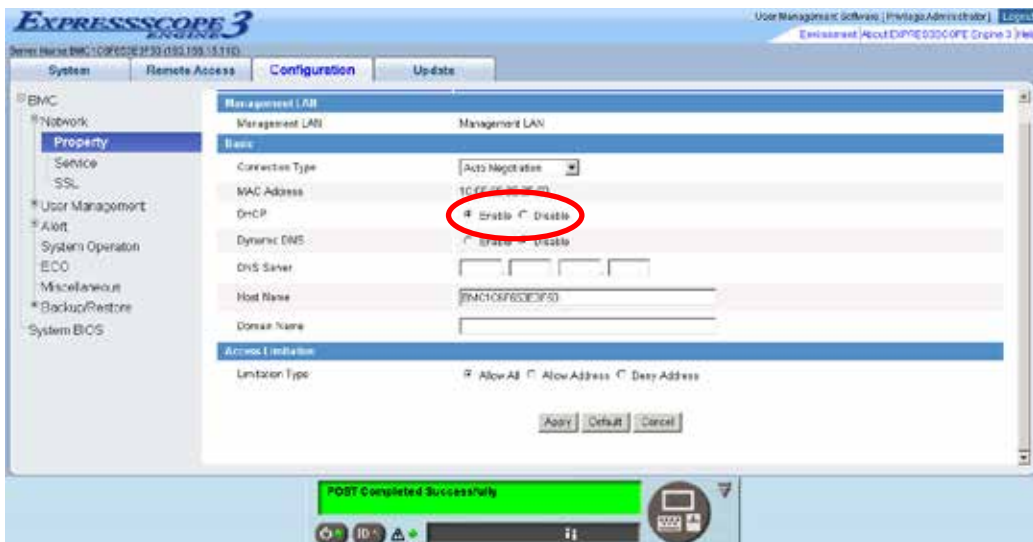 EXPRESSSCOPE 3
ENGINE
User Management Software (Privilege:Administrator) Logout
Environment |About EXPRESSSCOPE Engine 3 |Help
Server Name:
System Remote Access Configuration Update
BMC
Network
Property
Service
SSL
User Management
Alert
System Operation
ECO
Miscellaneous
Backup/Restore
System BIOS
Management LAN
Management LAN Management LAN
Basic
Connection Type Auto Negotiation
MAC Address
DHCP Enable Disable
Dynamic DNS Enable Disable
DNS Server
Host Name
Domain Name
Access Limitation
Limitation Type Allow All Allow Address Deny Address
Apply Default Cancel
POST Completed Successfully
ID